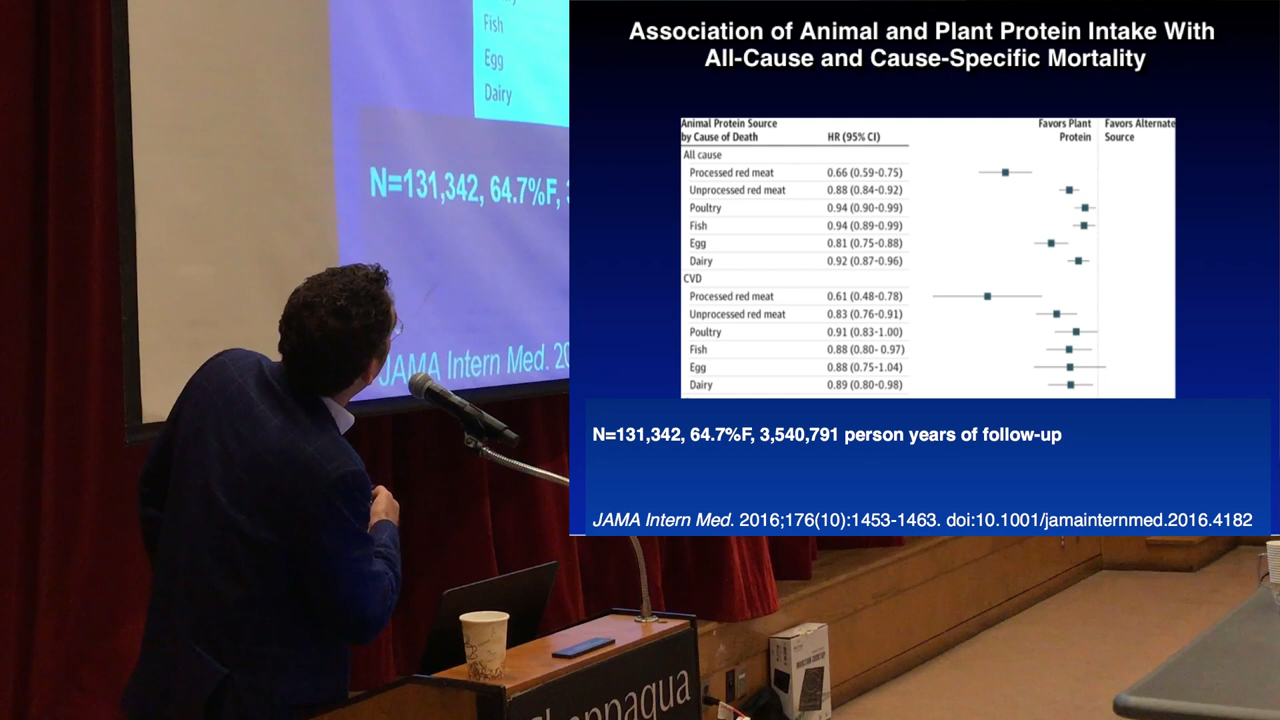 Fish
Egg
Dairy
N=131,342, 64.7%F,
JAMA Intern Med. 20
Association of Animal and Plant Protein Intake With
All-Cause and Cause-Specific Mortality
Animal Protein Source Favors Plant Favors Alternate
by Cause of Death HR (95% CI) Protein Source
All cause
Processed red meat 0.66 (0.59-0.75)
Unprocessed red meat 0.88 (0.84-0.92)
Poultry 0.94 (0.90-0.99)
Fish 0.94 (0.89-0.99)
Egg 0.81 (0.75-0.88)
Dairy 0.92 (0.87-0.96)
CVD
Processed red meat 0.61 (0.48-0.78)
Unprocessed red meat 0.83 (0.76-0.91)
Poultry 0.91 (0.83-1.00)
Fish 0.88 (0.80- 0.97)
Egg 0.88 (0.75-1.04)
Dairy 0.89 (0.80-0.98)
N=131,342, 64.7%F, 3,540,791 person years of follow-up
JAMA Intern Med. 2016;176(10):1453-1463. doi:10.1001/jamainternmed.2016.4182